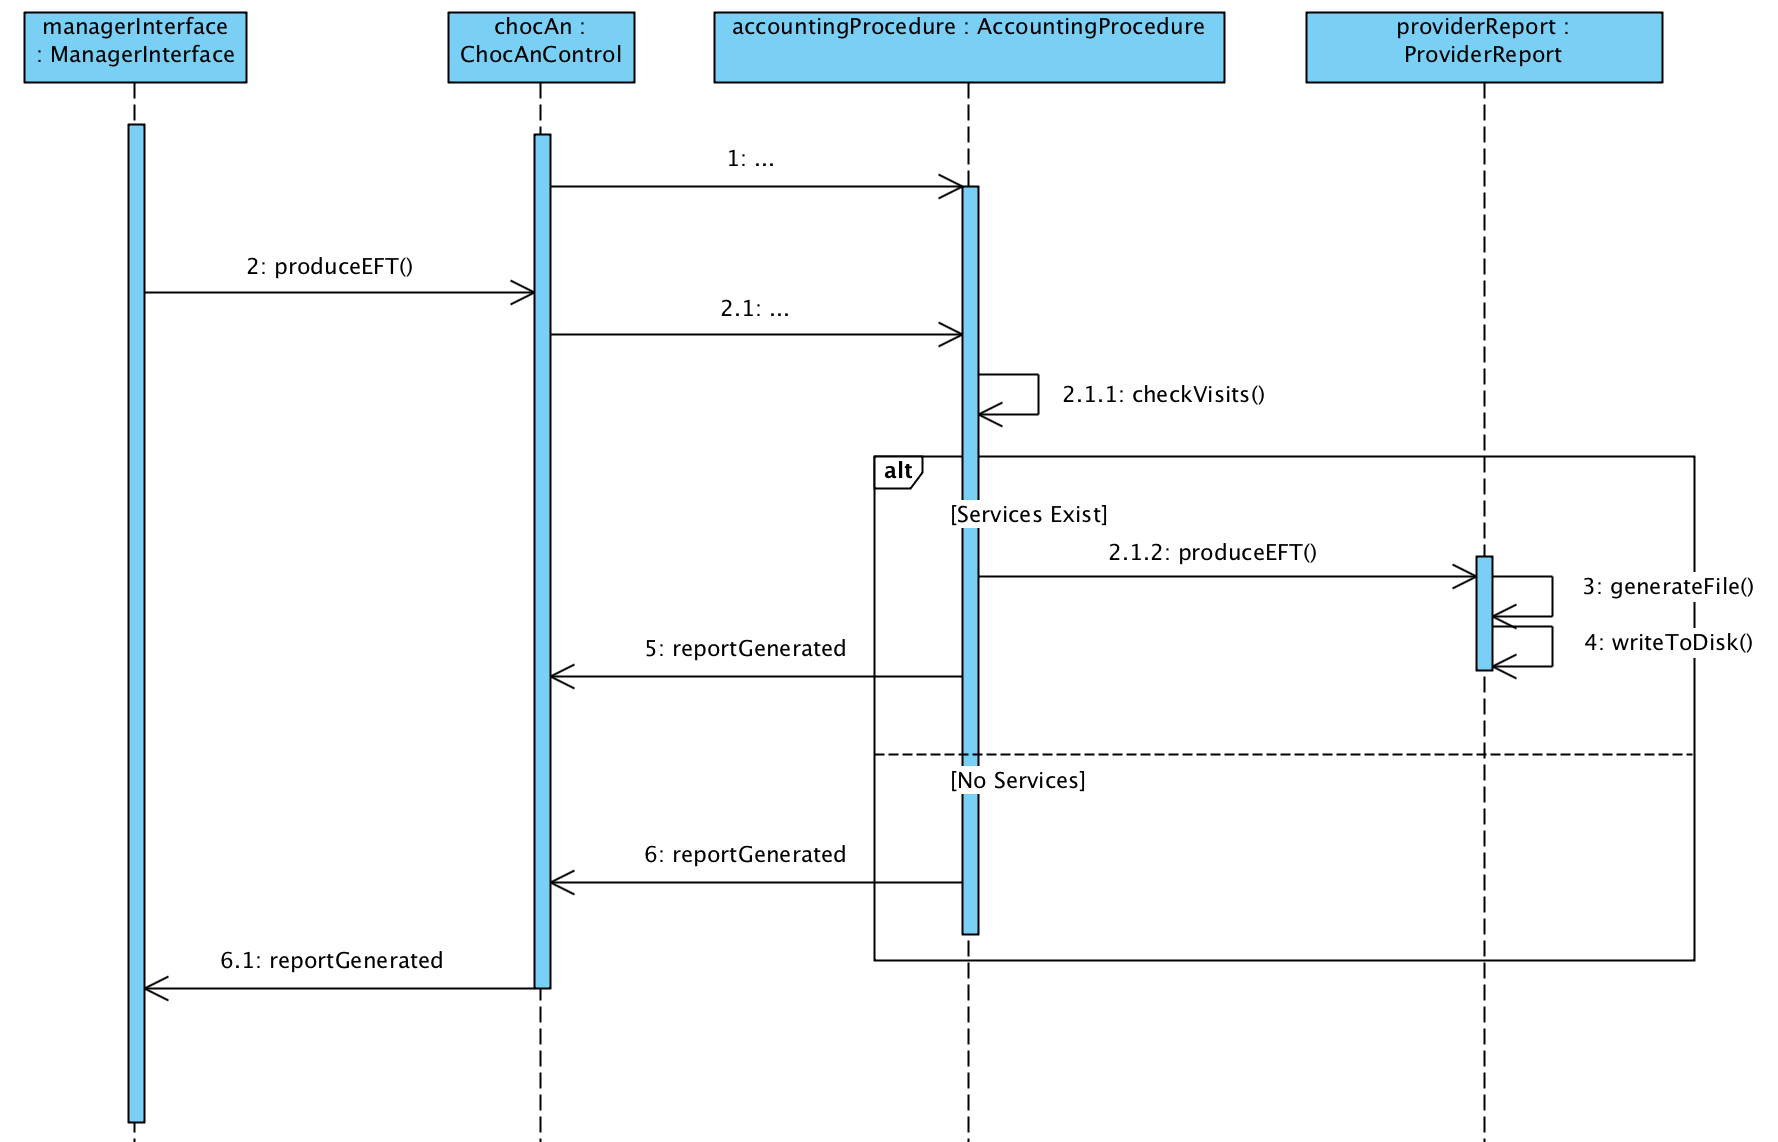 managerInterface
: ManagerInterface
chocAn :
ChocAnControl
accountingProcedure : AccountingProcedure
providerReport :
ProviderReport
1: ...
2: produceEFT()
2.1: ...
2.1.1: checkVisits()
alt
[Services Exist]
2.1.2: produceEFT()
3: generateFile()
4: writeToDisk()
5: reportGenerated
[No Services]
6: reportGenerated
6.1: reportGenerated